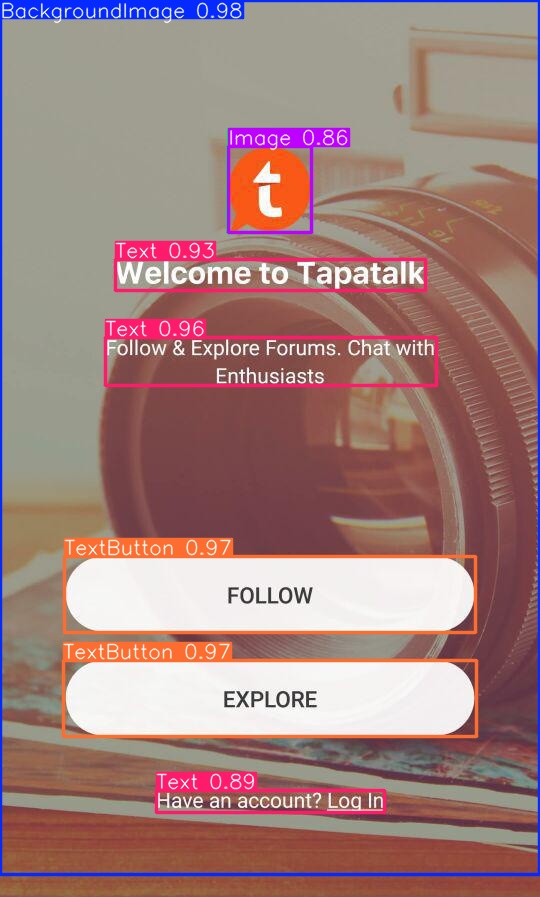 BackgroundImage 0.98
Image 0.86
t
Text 0.93
Welcome to Tapatalk
Text 0.96
Follow & Explore Forums. Chat with
Enthusiasts
TextButton 0.97
FOLLOW
TextButton 0.97
EXPLORE
Text 0.89
Have an account? Log In